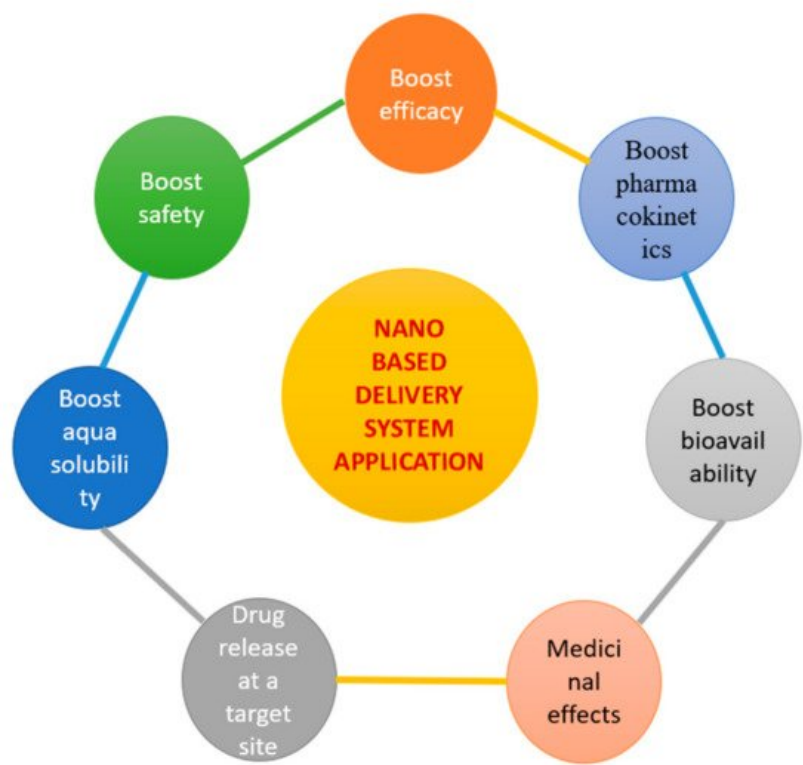 Boost
efficacy
Boost
pharma
cokinet
ics
Boost
bioavail
ability
Medici
nal
effects
Drug
release
at a
target
site
Boost
aqua
solubili
ty
Boost
safety
NANO
BASED
DELIVERY
SYSTEM
APPLICATION